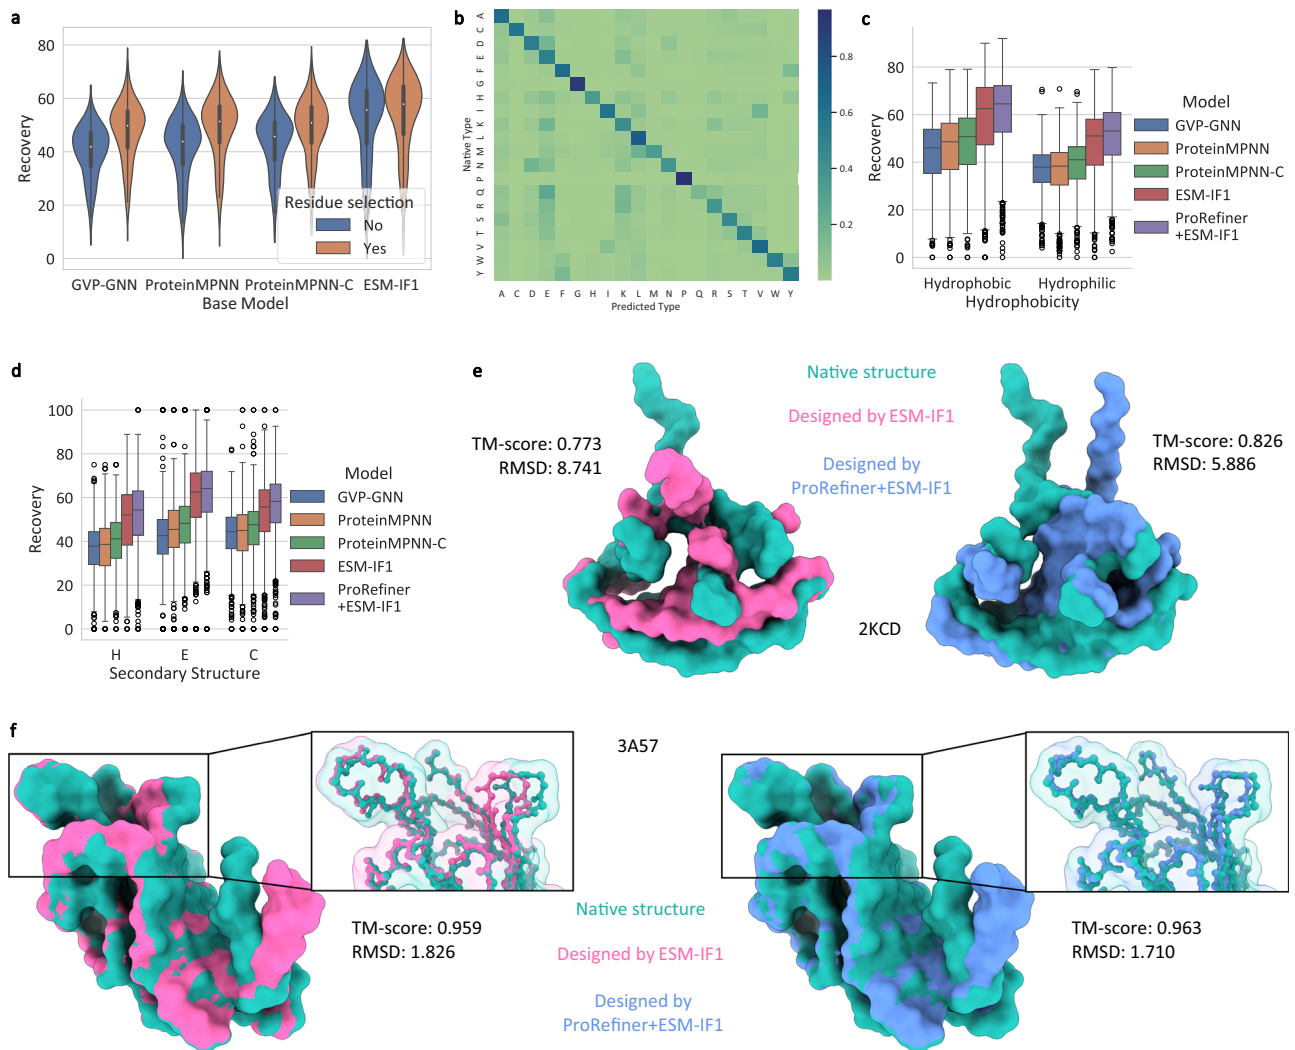 a
Recovery
80
60
40
20
0
Residue selection
No
Yes
GVP-GNN ProteinMPNN ProteinMPNN-C ESM-IF1
Base Model
b
Native Type
A
C
D
E
F
G
H
I
K
L
M
N
P
Q
R
S
T
V
W
Y
A C D E F G H I K L M N P Q R S T V W Y
Predicted Type
0.8
0.6
0.4
0.2
c
Recovery
80
60
40
20
0
Hydrophobic Hydrophilic
Hydrophobicity
Model
GVP-GNN
ProteinMPNN
ProteinMPNN-C
ESM-IF1
ProRefiner
+ESM-IF1
d
Recovery
100
80
60
40
20
0
H E C
Secondary Structure
Model
GVP-GNN
ProteinMPNN
ProteinMPNN-C
ESM-IF1
ProRefiner
+ESM-IF1
e
Native structure
Designed by ESM-IF1
Designed by
ProRefiner+ESM-IF1
TM-score: 0.773
RMSD: 8.741
TM-score: 0.826
RMSD: 5.886
2KCD
f
3A57
TM-score: 0.959
RMSD: 1.826
Native structure
Designed by ESM-IF1
Designed by
ProRefiner+ESM-IF1
TM-score: 0.963
RMSD: 1.710